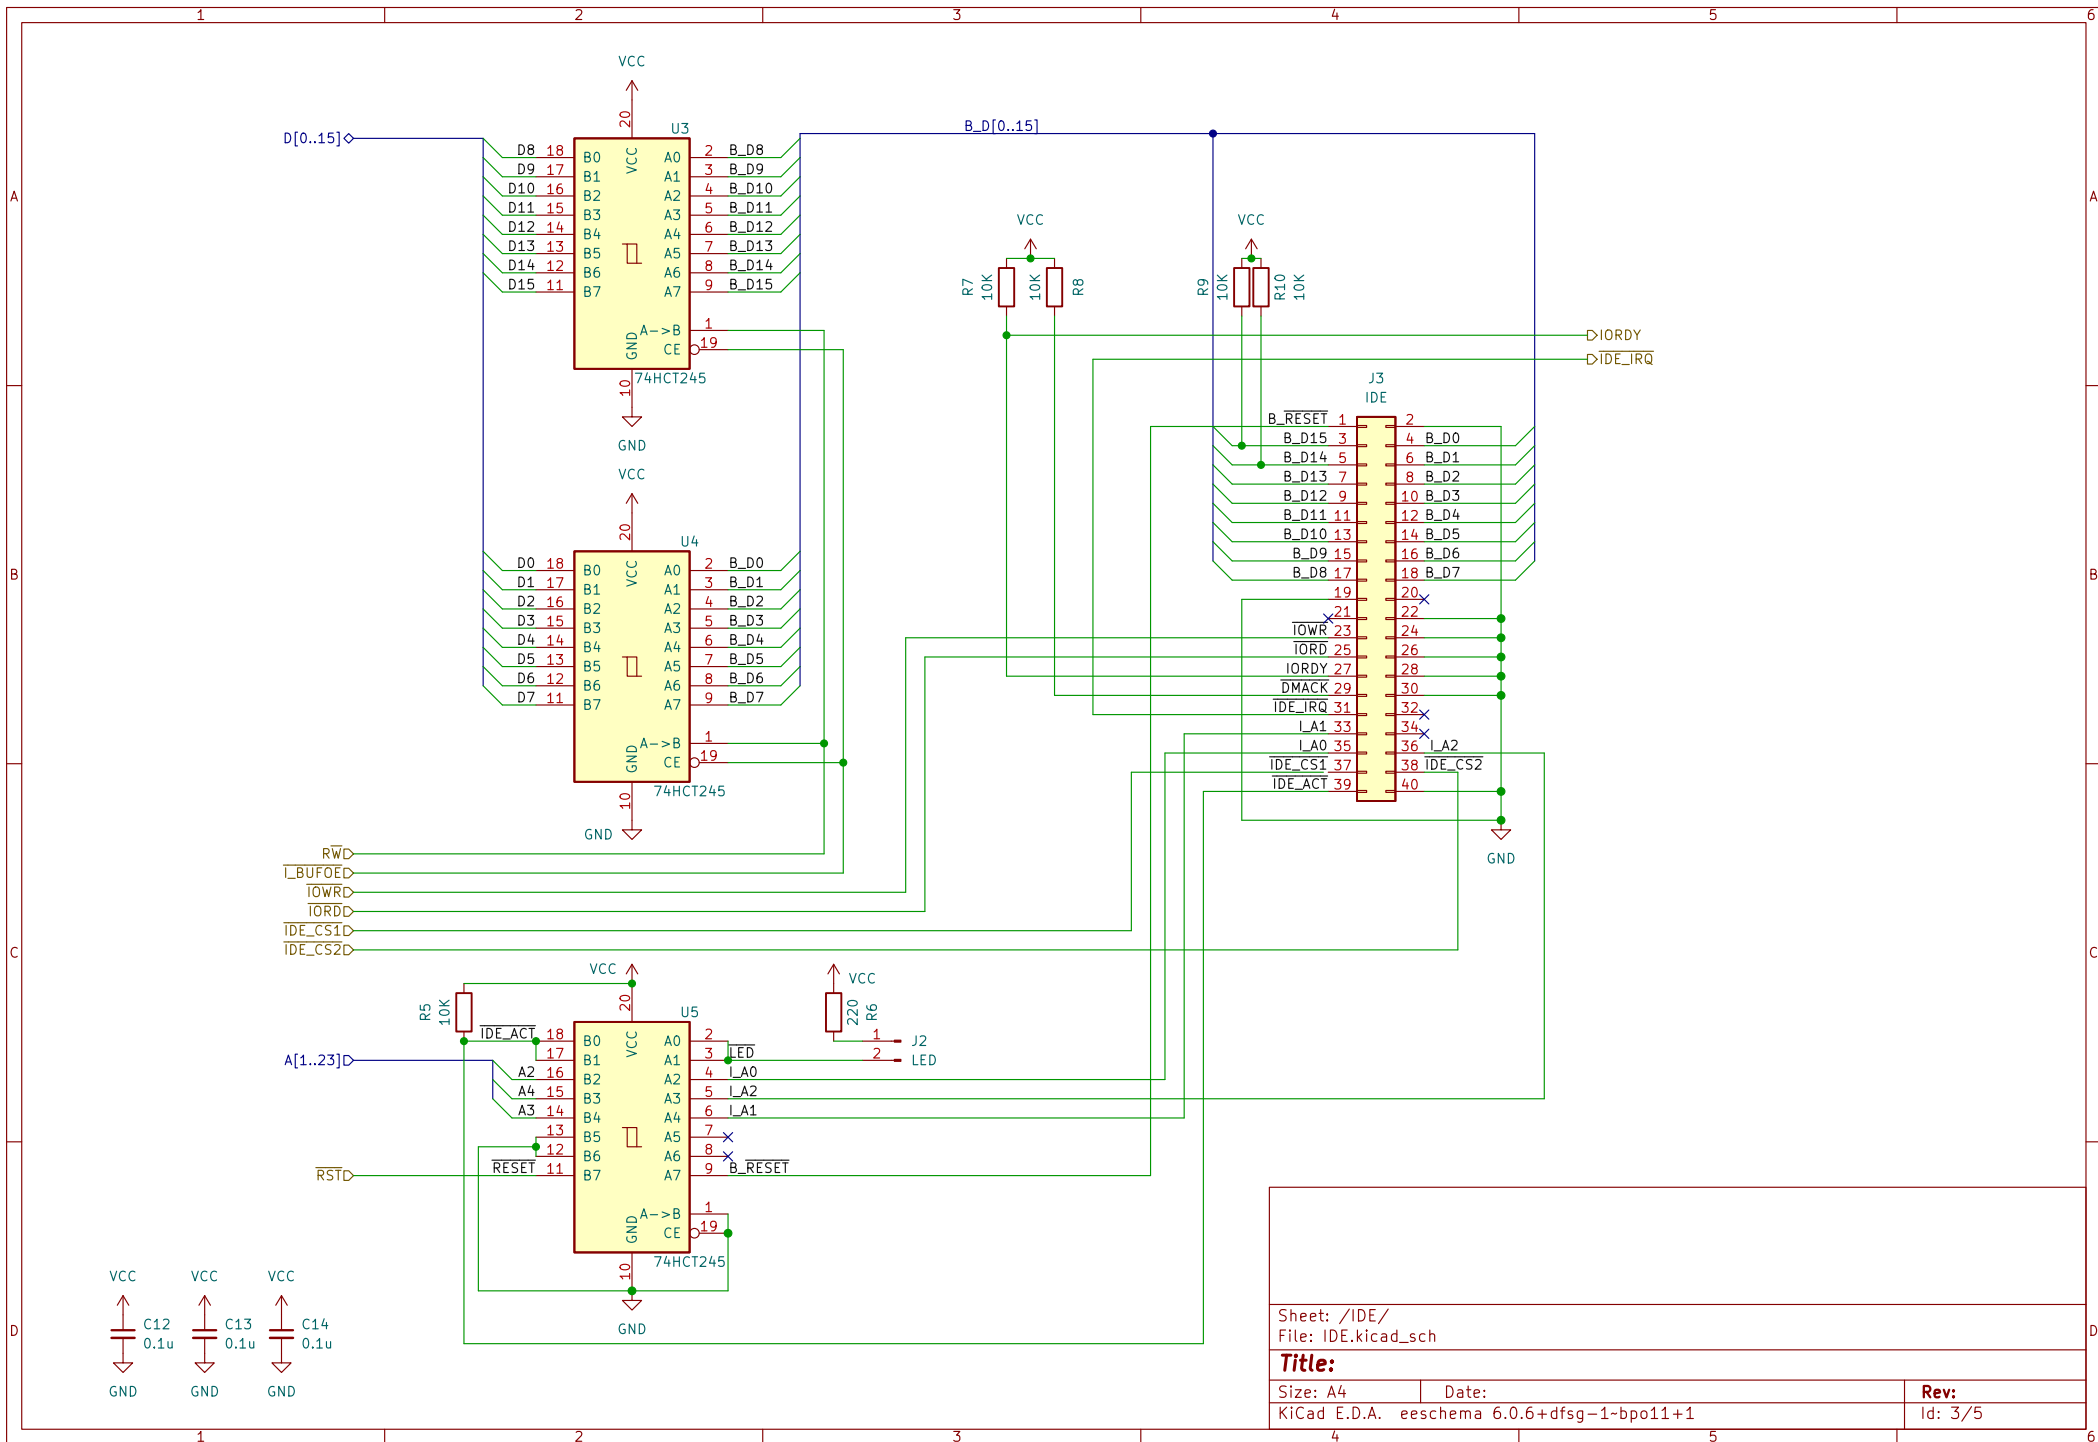 1 2 3 4 5 6
A
B
C
D
A
B
C
D
1 2 3 4 5 6
VCC
20
U3
D[0..15]
B_D[0..15]
D8 18 B0 VCC A0 2 B_D8
D9 17 B1 A1 3 B_D9
D10 16 B2 A2 4 B_D10
D11 15 B3 A3 5 B_D11
D12 14 B4 A4 6 B_D12
D13 13 B5 A5 7 B_D13
D14 12 B6 A6 8 B_D14
D15 11 B7 A7 9 B_D15
A->B 1
GND CE 19
74HCT245
10
GND
VCC
20
U4
D0 18 B0 VCC A0 2 B_D0
D1 17 B1 A1 3 B_D1
D2 16 B2 A2 4 B_D2
D3 15 B3 A3 5 B_D3
D4 14 B4 A4 6 B_D4
D5 13 B5 A5 7 B_D5
D6 12 B6 A6 8 B_D6
D7 11 B7 A7 9 B_D7
A->B 1
GND CE 19
74HCT245
10
GND
VCC
R7 10K
10K R8
VCC
R9 10K
R10 10K
IORDY
IDE_IRQ
J3
IDE
B_RESET 1 2
B_D15 3 4 B_D0
B_D14 5 6 B_D1
B_D13 7 8 B_D2
B_D12 9 10 B_D3
B_D11 11 12 B_D4
B_D10 13 14 B_D5
B_D9 15 16 B_D6
B_D8 17 18 B_D7
19 20
21 22
IOWR 23 24
IORD 25 26
IORDY 27 28
DMACK 29 30
IDE_IRQ 31 32
I_A1 33 34
I_A0 35 36 I_A2
IDE_CS1 37 38 IDE_CS2
IDE_ACT 39 40
GND
RW
I_BUFOE
IOWR
IORD
IDE_CS1
IDE_CS2
VCC
20
U5
R5 10K
VCC
220 R6
1 J2
2 LED
IDE_ACT 18 B0 VCC A0 2
17 B1 A1 3 LED
A[1..23]
A2 16 B2 A2 4 I_A0
A4 15 B3 A3 5 I_A2
A3 14 B4 A4 6 I_A1
13 B5 A5 7
12 B6 A6 8
RST
RESET 11 B7 A7 9 B_RESET
A->B 1
GND CE 19
74HCT245
10
GND
VCC VCC VCC
C12 C13 C14
0.1u 0.1u 0.1u
GND GND GND
Sheet: /IDE/
File: IDE.kicad_sch
Title:
Size: A4 Date: Rev:
KiCad E.D.A. eeschema 6.0.6+dfsg-1~bpo11+1 Id: 3/5